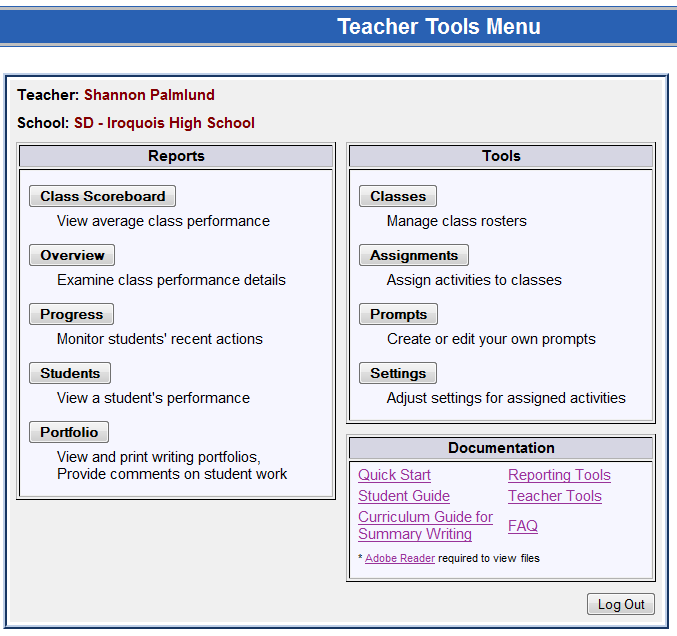 Teacher Tools Menu
Teacher: Shannon Palmlund
School: SD - Iroquois High School
Reports
Class Scoreboard
View average class performance
Overview
Examine class performance details
Progress
Monitor students' recent actions
Students
View a student's performance
Portfolio
View and print writing portfolios,
Provide comments on student work
Tools
Classes
Manage class rosters
Assignments
Assign activities to classes
Prompts
Create or edit your own prompts
Settings
Adjust settings for assigned activities
Documentation
Quick Start Reporting Tools
Student Guide Teacher Tools
Curriculum Guide for
Summary Writing FAQ
* Adobe Reader required to view files
Log Out